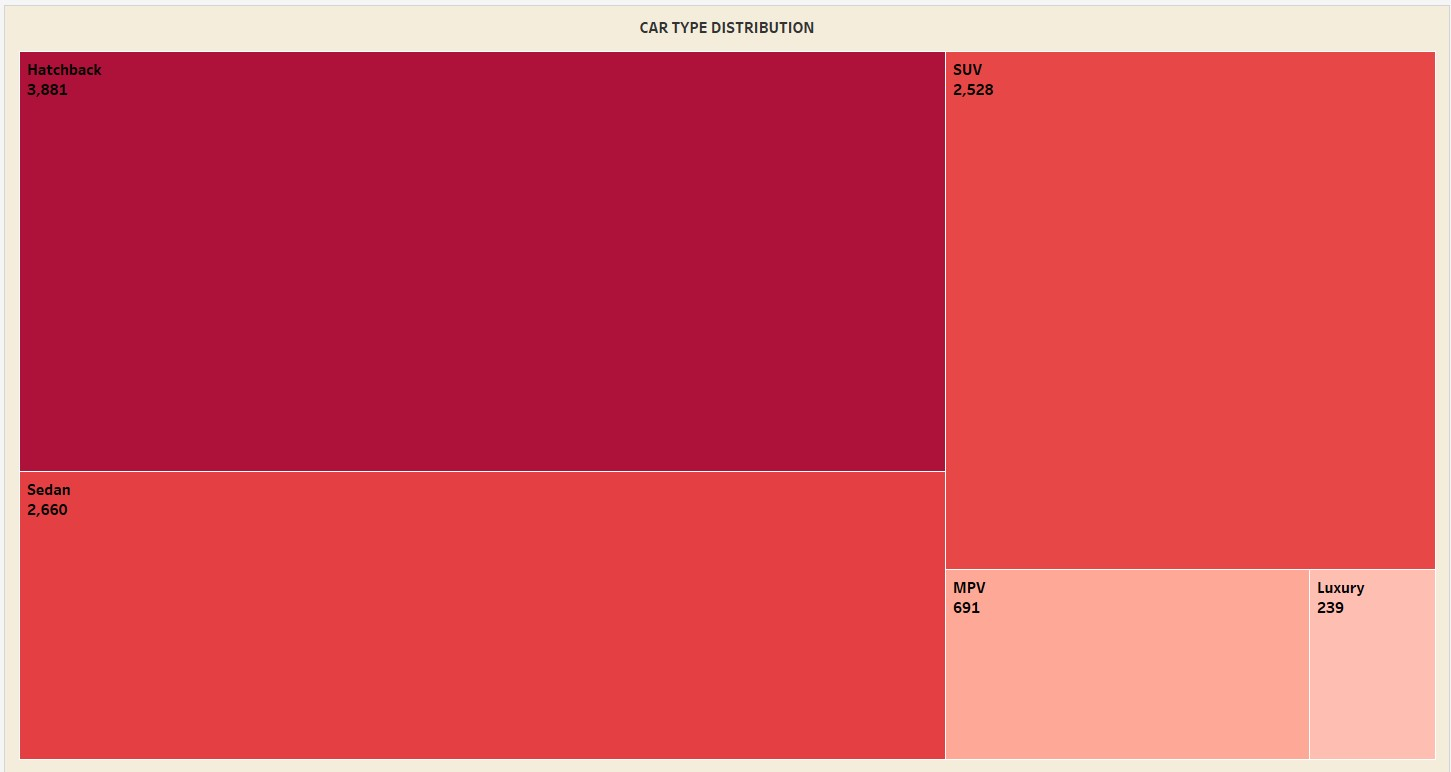 CAR TYPE DISTRIBUTION
Hatchback
3,881
SUV
2,528
Sedan
2,660
MPV
691
Luxury
239